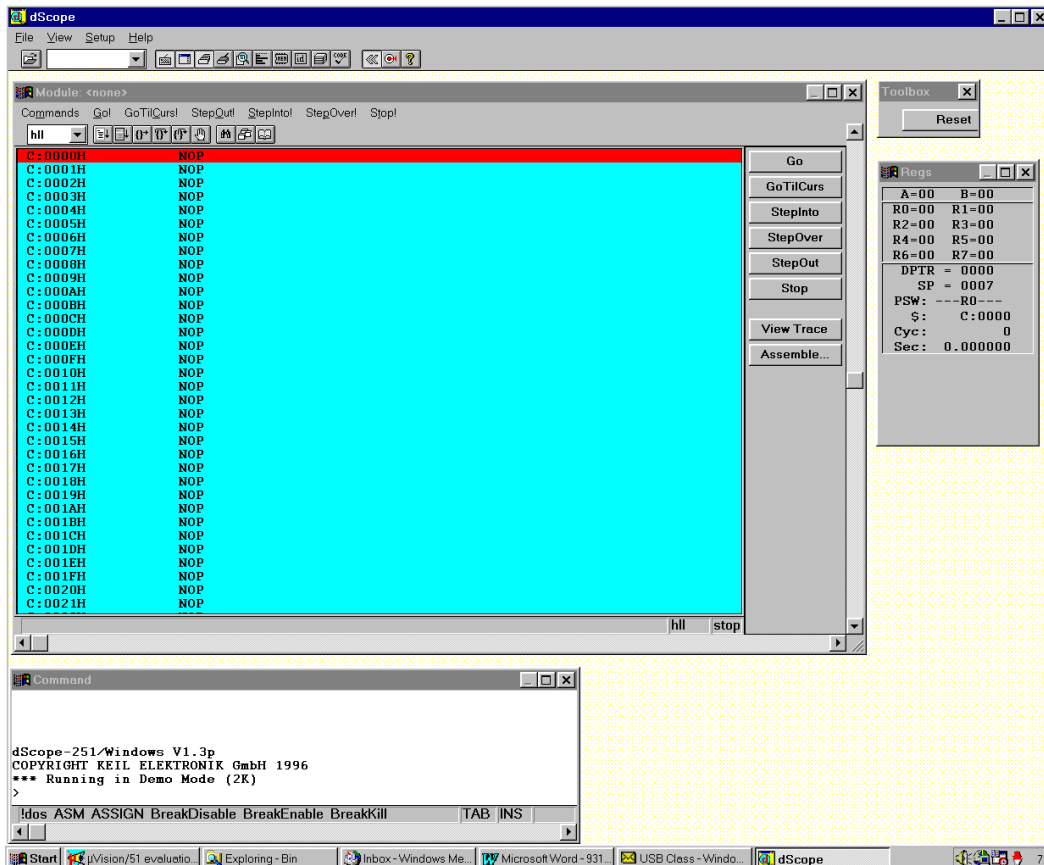 dScope
File View Setup Help
Module: <none>
Commands Go! GoTilCurs! StepOut! StepInto! StepOver! Stop!
hll
C:0000H NOP
C:0001H NOP
C:0002H NOP
C:0003H NOP
C:0004H NOP
C:0005H NOP
C:0006H NOP
C:0007H NOP
C:0008H NOP
C:0009H NOP
C:000AH NOP
C:000BH NOP
C:000CH NOP
C:000DH NOP
C:000EH NOP
C:000FH NOP
C:0010H NOP
C:0011H NOP
C:0012H NOP
C:0013H NOP
C:0014H NOP
C:0015H NOP
C:0016H NOP
C:0017H NOP
C:0018H NOP
C:0019H NOP
C:001AH NOP
C:001BH NOP
C:001CH NOP
C:001DH NOP
C:001EH NOP
C:001FH NOP
C:0020H NOP
C:0021H NOP
hll stop
Go
GoTilCurs
StepInto
StepOver
StepOut
Stop
View Trace
Assemble...
Toolbox
Reset
Regs
A=00 B=00
R0=00 R1=00
R2=00 R3=00
R4=00 R5=00
R6=00 R7=00
DPTR = 0000
SP = 0007
PSW: ---R0---
$: C:0000
Cyc: 0
Sec: 0.000000
Command
dScope-251/Windows V1.3p
COPYRIGHT KEIL ELEKTRONIK GmbH 1996
*** Running in Demo Mode (2K)
>
!dos ASM ASSIGN BreakDisable BreakEnable BreakKill TAB INS
Start µVision/51 evaluatio... Exploring - Bin Inbox - Windows Me... Microsoft Word - 931... USB Class - Windo... dScope 7